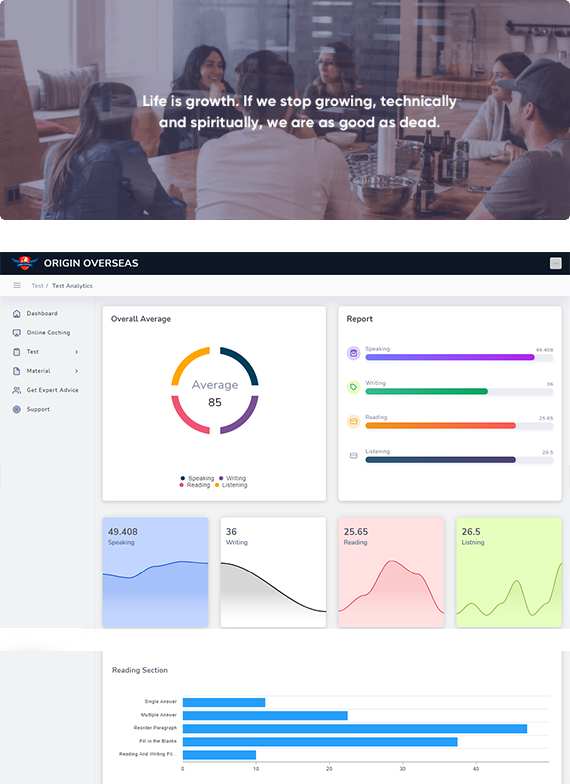 Life is growth. If we stop growing, technically
and spiritually, we are as good as dead.
ORIGIN OVERSEAS
Test / Test Analytics
Dashboard
Online Coching
Test
Material
Get Expert Advice
Support
Overall Average
Average
85
Speaking Writing
Reading Listening
Report
Speaking 49.408
Writing 36
Reading 25.65
Listening 26.5
49.408
Speaking
36
Writing
25.65
Reading
26.5
Listning
Reading Section
Single Answer
Multiple Answer
Reorder Paragraph
Fill in the Blanks
Reading And Writing Fil...
0 10 20 30 40